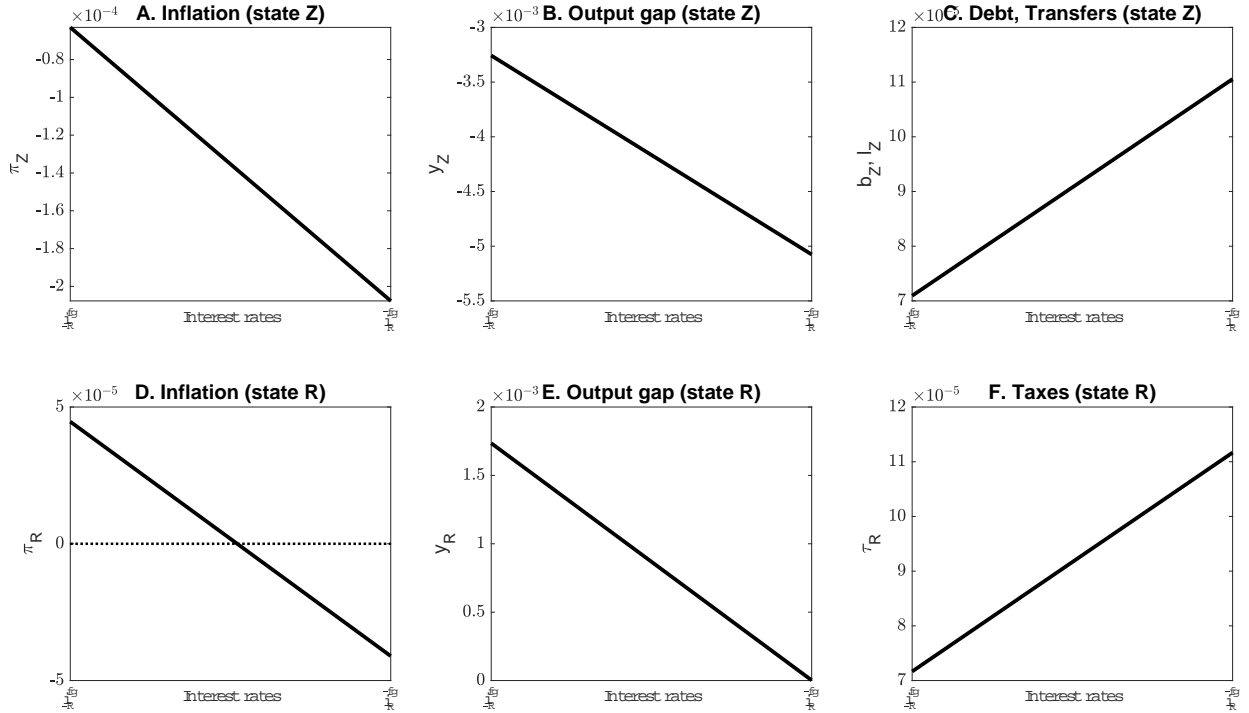 A. Inflation (state Z)
×10⁻⁴
-0.8
-1
-1.2
-1.4
-1.6
-1.8
-2
π_Z
Interest rates
B. Output gap (state Z)
×10⁻³
-3
-3.5
-4
-4.5
-5
-5.5
y_Z
Interest rates
C. Debt, Transfers (state Z)
12
11
10
9
8
7
b_Z, l_Z
Interest rates
D. Inflation (state R)
×10⁻⁵
5
0
-5
π_R
Interest rates
E. Output gap (state R)
×10⁻³
2
1.5
1
0.5
0
y_R
Interest rates
F. Taxes (state R)
×10⁻⁵
12
11
10
9
8
7
τ_R
Interest rates